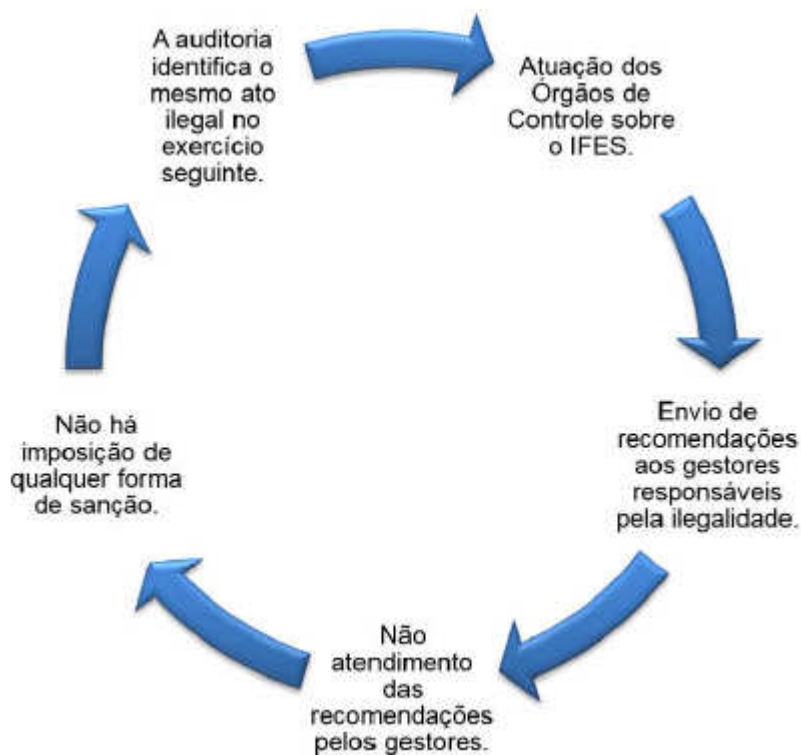 A auditoria
identifica o
mesmo ato
ilegal no
exercício
seguinte.
Atuação dos
Órgãos de
Controle sobre
o IFES.
Envio de
recomendações
aos gestores
responsáveis
pela ilegalidade.
Não
atendimento
das
recomendações
pelos gestores.
Não há
imposição de
qualquer forma
de sanção.